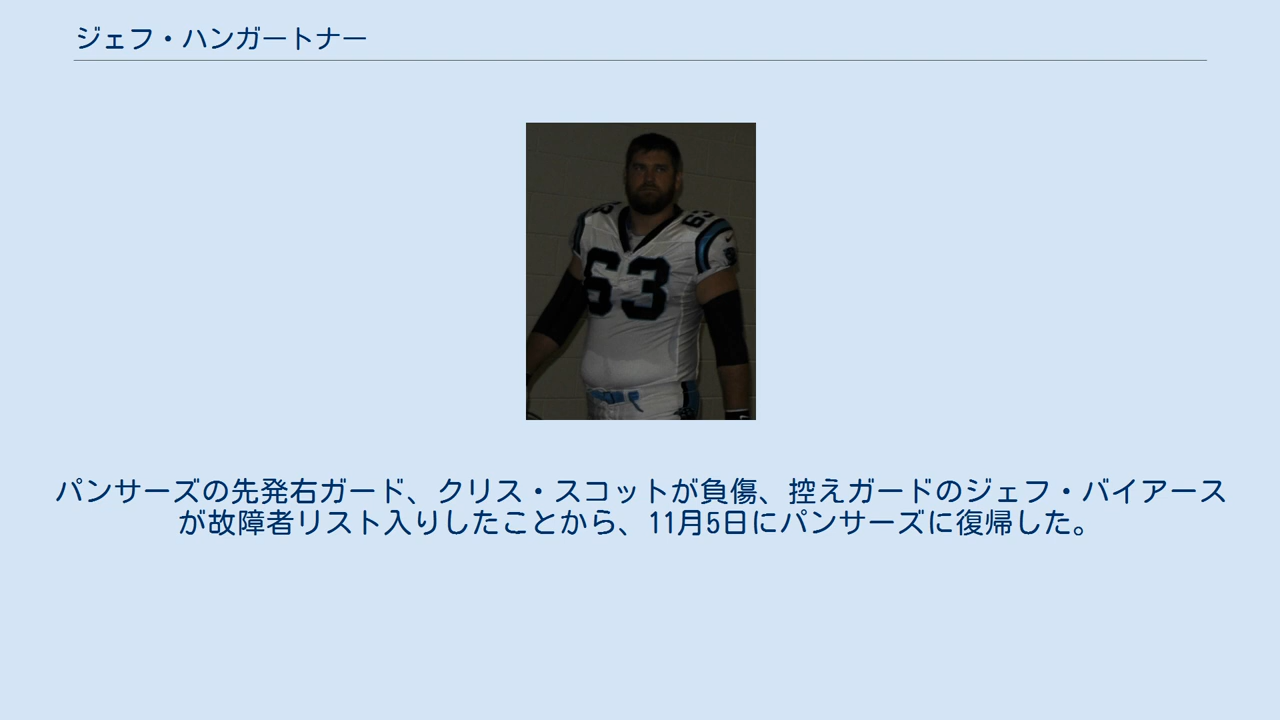 ジェフ・ハンガートナー
63
63
パンサーズの先発右ガード、クリス・スコットが負傷、控えガードのジェフ・バイアース
が故障者リスト入りしたことから、11月5日にパンサーズに復帰した。